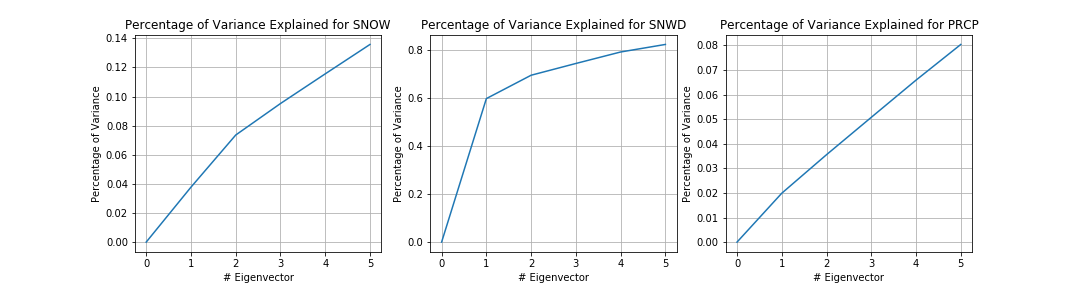 Percentage of Variance Explained for SNOW
Percentage of Variance
0.14
0.12
0.10
0.08
0.06
0.04
0.02
0.00
0 1 2 3 4 5
# Eigenvector
Percentage of Variance Explained for SNWD
Percentage of Variance
0.8
0.6
0.4
0.2
0.0
0 1 2 3 4 5
# Eigenvector
Percentage of Variance Explained for PRCP
Percentage of Variance
0.08
0.07
0.06
0.05
0.04
0.03
0.02
0.01
0.00
0 1 2 3 4 5
# Eigenvector